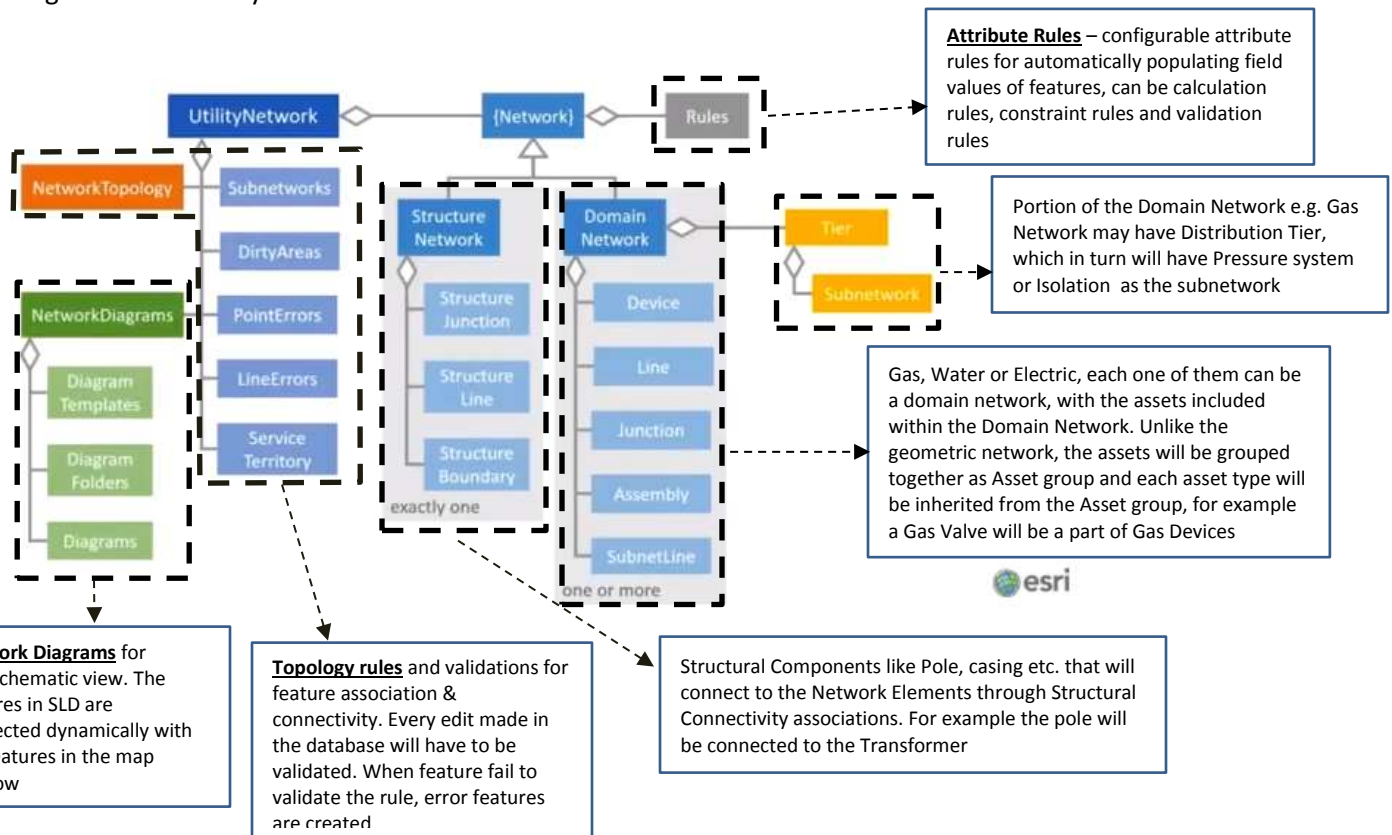 Attribute Rules – configurable attribute
rules for automatically populating field
values of features, can be calculation
rules, constraint rules and validation
rules
UtilityNetwork
{Network}
Rules
NetworkTopology
Subnetworks
Structure
Network
Domain
Network
Tier
Subnetwork
Portion of the Domain Network e.g. Gas
Network may have Distribution Tier,
which in turn will have Pressure system
or Isolation as the subnetwork
DirtyAreas
NetworkDiagrams
PointErrors
Structure
Junction
Device
Diagram
Templates
LineErrors
Structure
Line
Line
Diagram
Folders
Service
Territory
Structure
Boundary
Junction
Diagrams
exactly one
Assembly
SubnetLine
one or more
Gas, Water or Electric, each one of them can be
a domain network, with the assets included
within the Domain Network. Unlike the
geometric network, the assets will be grouped
together as Asset group and each asset type will
be inherited from the Asset group, for example
a Gas Valve will be a part of Gas Devices
esri
ork Diagrams for
chematic view. The
res in SLD are
ected dynamically with
eatures in the map
ow
Topology rules and validations for
feature association &
connectivity. Every edit made in
the database will have to be
validated. When feature fail to
validate the rule, error features
are created
Structural Components like Pole, casing etc. that will
connect to the Network Elements through Structural
Connectivity associations. For example the pole will
be connected to the Transformer